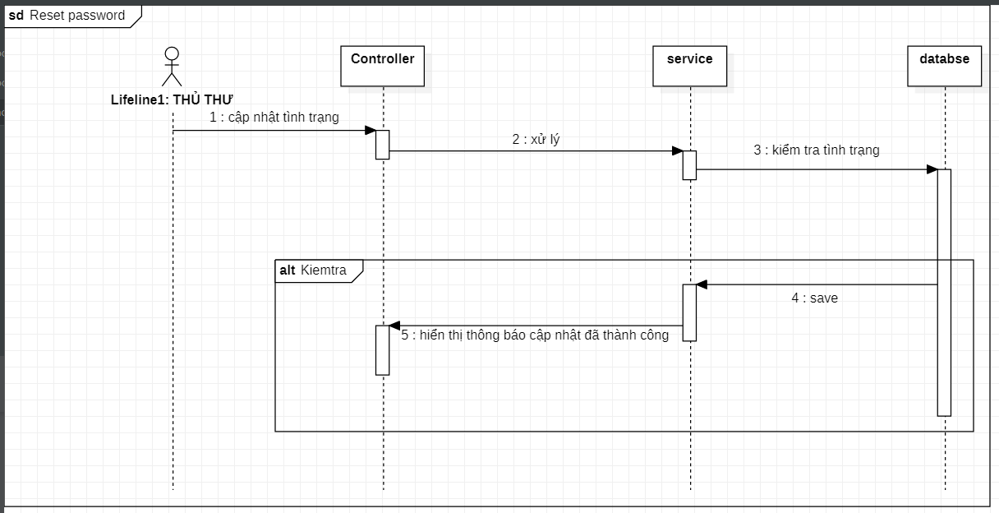 sd Reset password
Controller
service
databse
Lifeline1: THỦ THƯ
1 : cập nhật tình trạng
2 : xử lý
3 : kiểm tra tình trạng
alt Kiemtra
4 : save
5 : hiển thị thông báo cập nhật đã thành công